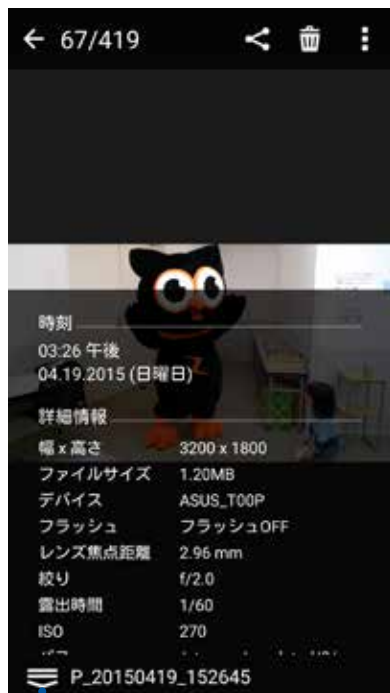 67/419
時刻
03:26 午後
04.19.2015 (日曜日)
詳細情報
幅 x 高さ 3200 x 1800
ファイルサイズ 1.20MB
デバイス ASUS_T00P
フラッシュ フラッシュOFF
レンズ焦点距離 2.96 mm
絞り f/2.0
露出時間 1/60
ISO 270
P_20150419_152645